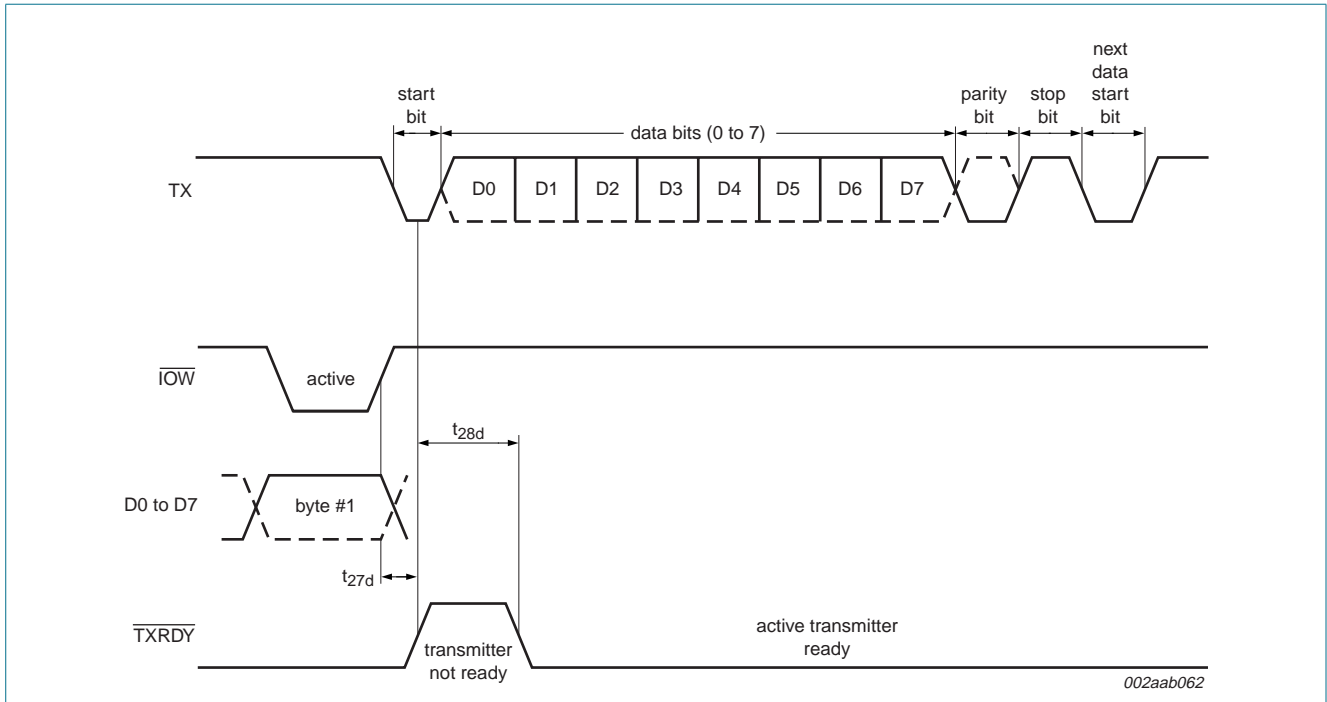 start
bit
data bits (0 to 7)
parity
bit
stop
bit
next
data
start
bit
TX
D0
D1
D2
D3
D4
D5
D6
D7
IOW
active
t28d
D0 to D7
byte #1
t27d
TXRDY
transmitter
not ready
active transmitter
ready
002aab062